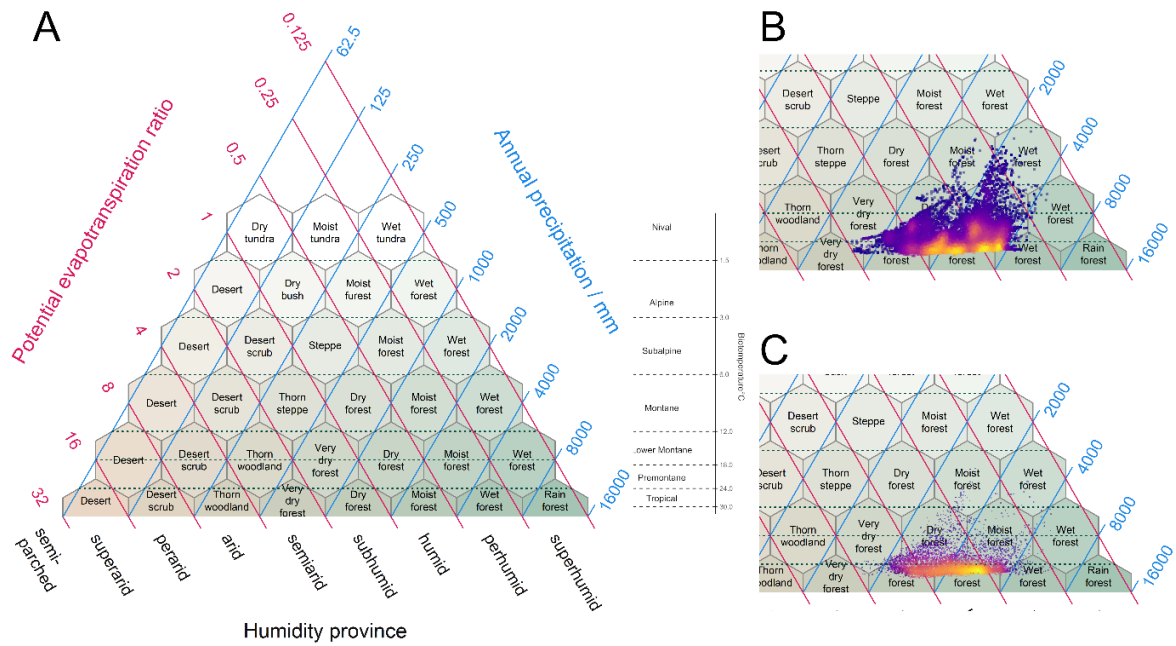 A
Potential evapotranspiration ratio
0.125
0.25
0.5
1
2
4
8
16
32
62.5
125
250
500
1000
2000
4000
8000
16000
Annual precipitation / mm
Dry tundra
Moist tundra
Wet tundra
Desert
Dry bush
Moist furest
Wet forest
Desert
Desert scrub
Steppe
Moist forest
Wet forest
Desert
Desert scrub
Thorn steppe
Dry forest
Moist forest
Wet forest
Desert
Desert scrub
Thorn woodland
Very dry forest
Dry forest
Moist forest
Wet forest
Desert
Desert scrub
Thorn woodland
Very dry forest
Dry forest
Moist forest
Wet forest
Rain forest
semi-
parched
superarid
perarid
arid
semiarid
subhumid
humid
perhumid
superhumid
Humidity province
Nival
1.5
Alpine
3.0
Subalpine
6.0
Montane
12.0
Lower Montane
18.0
Premontane
24.0
Tropical
30.0
Biotemperature°C
B
Desert scrub
Steppe
Moist forest
Wet forest
scrub
Thorn steppe
Dry forest
Moist forest
Wet forest
Thorn woodland
Very dry forest
Wet forest
Very dry forest
forest
forest
Wet forest
Rain forest
2000
4000
8000
16000
C
Desert scrub
Steppe
Moist forest
Wet forest
scrub
Thorn steppe
Dry forest
Moist forest
Wet forest
Thorn woodland
Very dry forest
Dry forest
Moist forest
Wet forest
Very dry forest
forest
forest
Wet forest
Rain forest
2000
4000
8000
16000